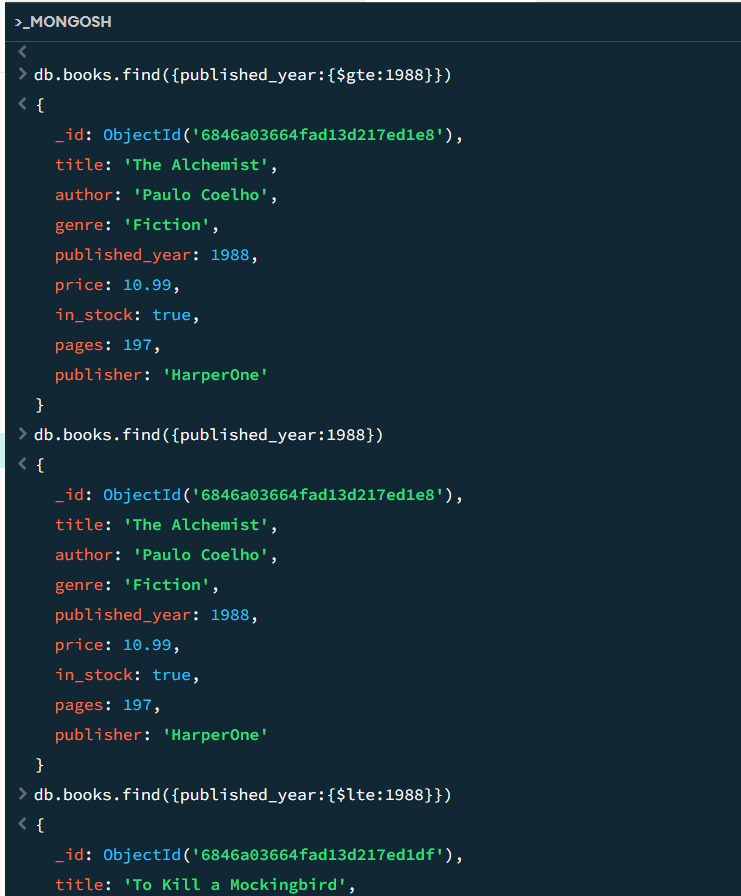 >_MONGOSH
<
> db.books.find({published_year:{$gte:1988}})
< {
_id: ObjectId('6846a03664fad13d217ed1e8'),
title: 'The Alchemist',
author: 'Paulo Coelho',
genre: 'Fiction',
published_year: 1988,
price: 10.99,
in_stock: true,
pages: 197,
publisher: 'HarperOne'
}
> db.books.find({published_year:1988})
< {
_id: ObjectId('6846a03664fad13d217ed1e8'),
title: 'The Alchemist',
author: 'Paulo Coelho',
genre: 'Fiction',
published_year: 1988,
price: 10.99,
in_stock: true,
pages: 197,
publisher: 'HarperOne'
}
> db.books.find({published_year:{$lte:1988}})
< {
_id: ObjectId('6846a03664fad13d217ed1df'),
title: 'To Kill a Mockingbird',